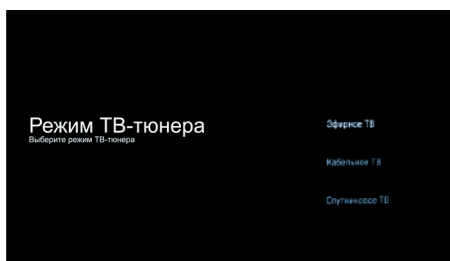 Режим ТВ-тюнера
Выберите режим ТВ-тюнера
Эфирное ТВ
Кабельное ТВ
Спутниковое ТВ